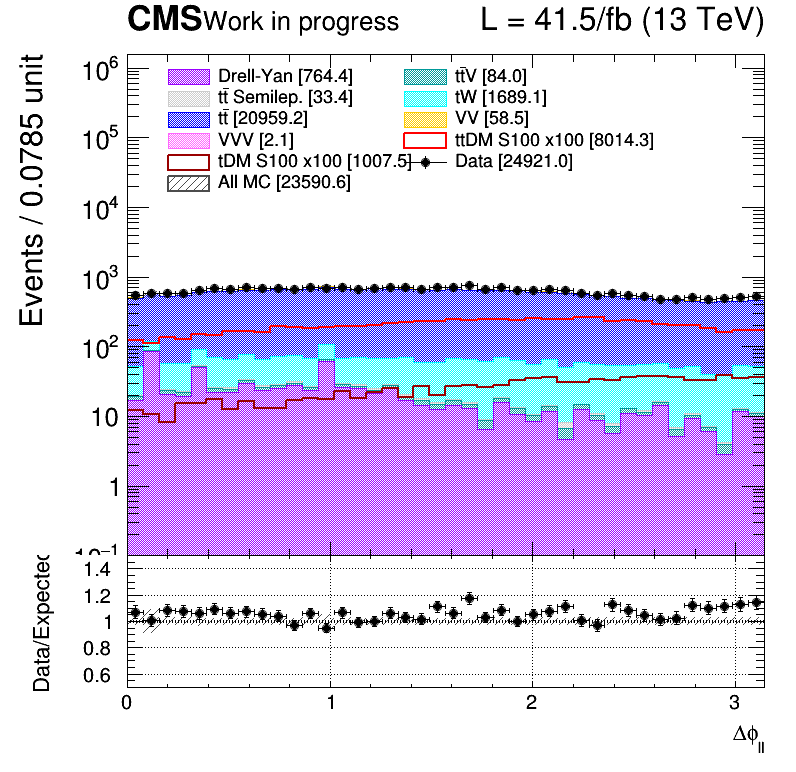 CMS Work in progress L = 41.5/fb (13 TeV)
Events / 0.0785 unit
10⁶
10⁵
10⁴
10³
10²
10
1
10⁻¹
Drell-Yan [764.4] tt̄V [84.0]
tt̄ Semilep. [33.4] tW [1689.1]
tt̄ [20959.2] VV [58.5]
VVV [2.1] ttDM S100 x100 [8014.3]
tDM S100 x100 [1007.5] Data [24921.0]
All MC [23590.6]
Data/Expected
1.4
1.2
1
0.8
0.6
0 1 2 3
Δϕ_ll